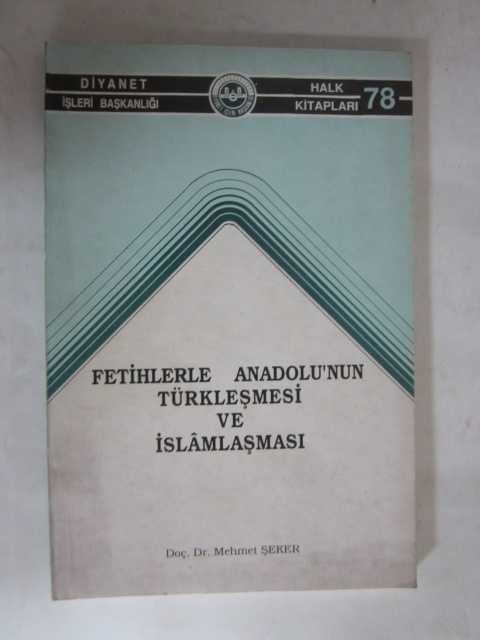 DİYANET
İŞLERİ BAŞKANLIĞI
HALK
KİTAPLARI 78
FETİHLERLE ANADOLU'NUN
TÜRKLEŞMESİ
VE
İSLÂMLAŞMASI
Doç. Dr. Mehmet ŞEKER